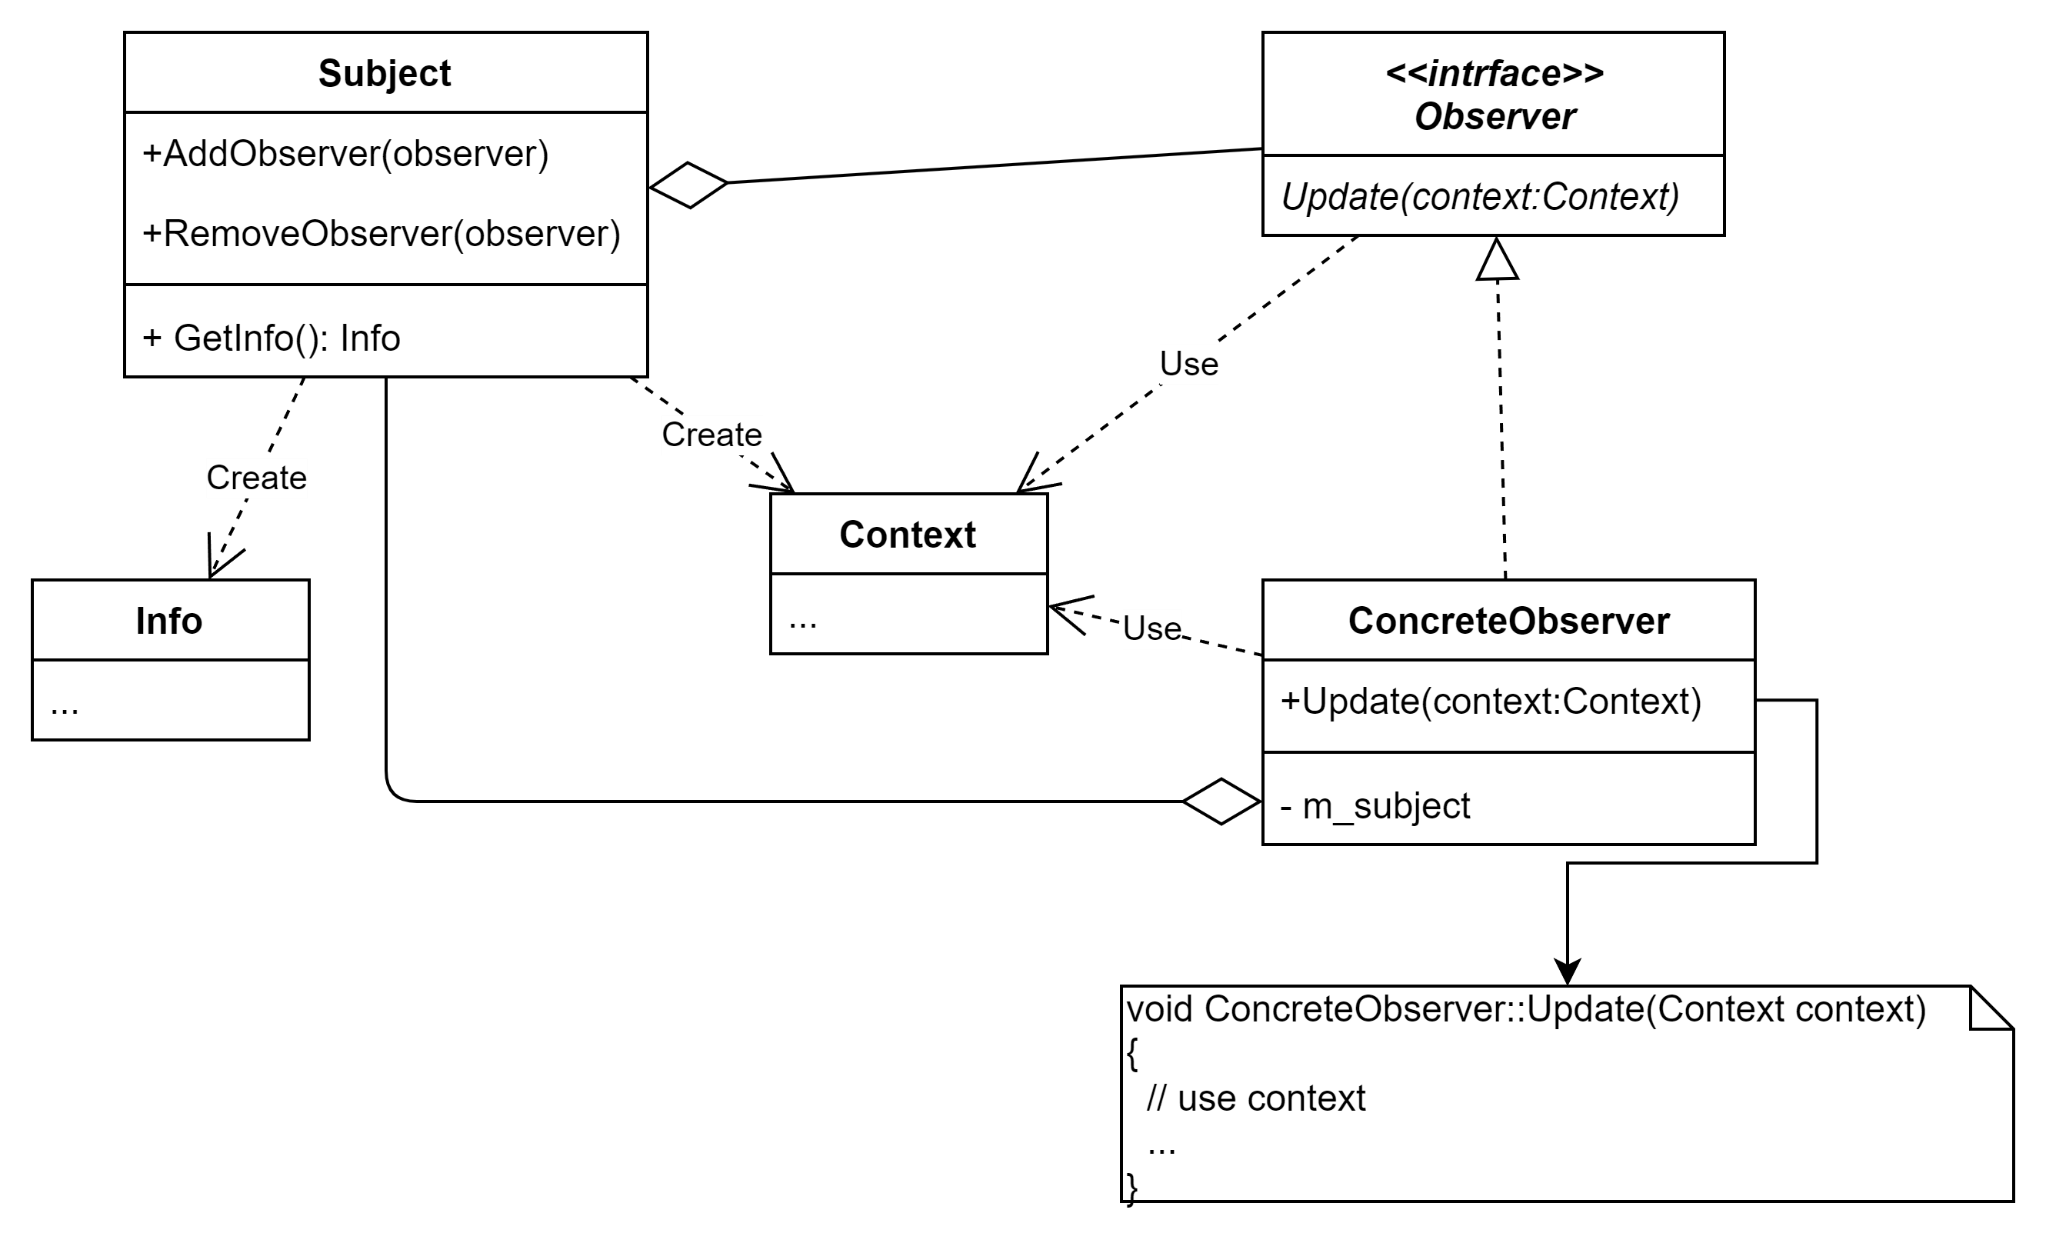 Subject
+AddObserver(observer)
+RemoveObserver(observer)
+ GetInfo(): Info
<<intrface>>
Observer
Update(context:Context)
Use
Create
Create
Context
...
Info
...
Use
ConcreteObserver
+Update(context:Context)
- m_subject
void ConcreteObserver::Update(Context context)
{
// use context
...
}